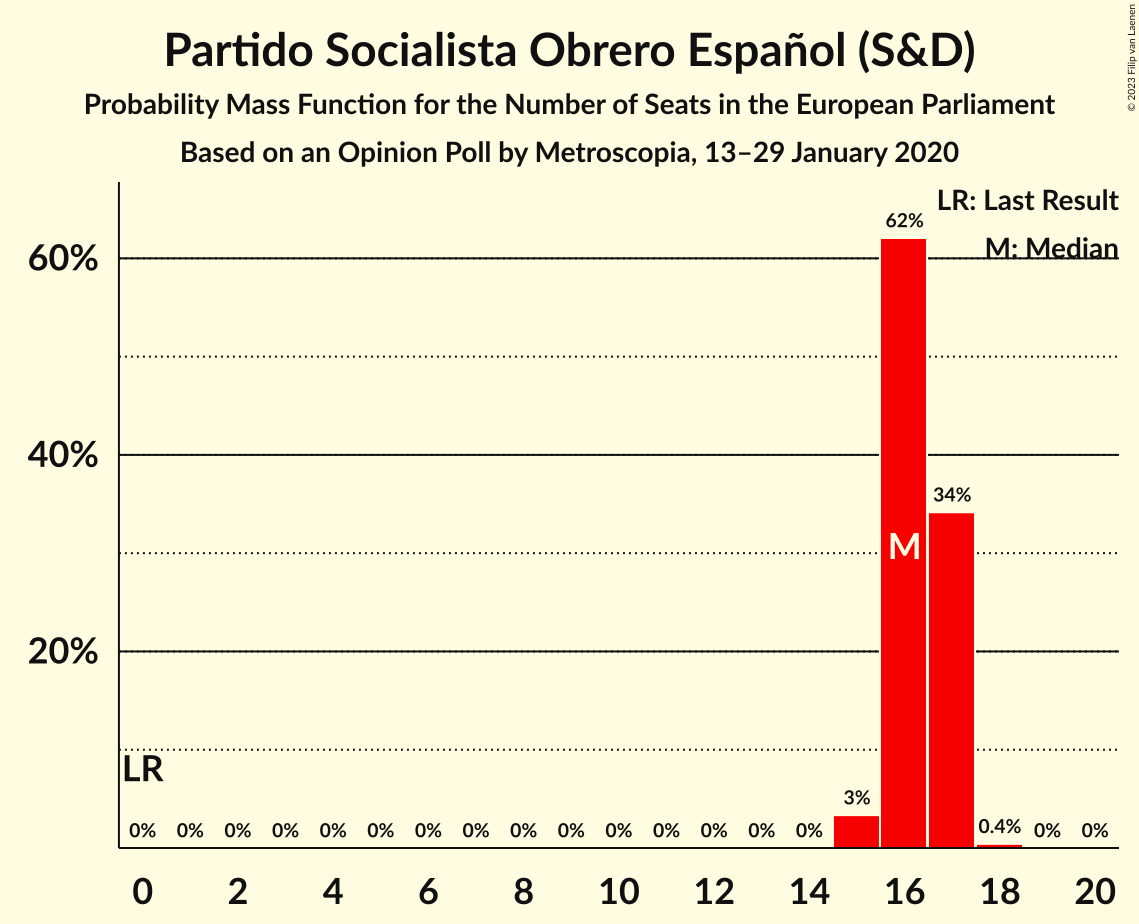 Partido Socialista Obrero Español (S&D)
Probability Mass Function for the Number of Seats in the European Parliament
Based on an Opinion Poll by Metroscopia, 13–29 January 2020
© 2023 Filip van Laenen
LR: Last Result
M: Median
62%
60%
40%
34%
M
20%
LR
3%
0% 0% 0% 0% 0% 0% 0% 0% 0% 0% 0% 0% 0% 0% 0% 0.4% 0% 0%
0 2 4 6 8 10 12 14 16 18 20